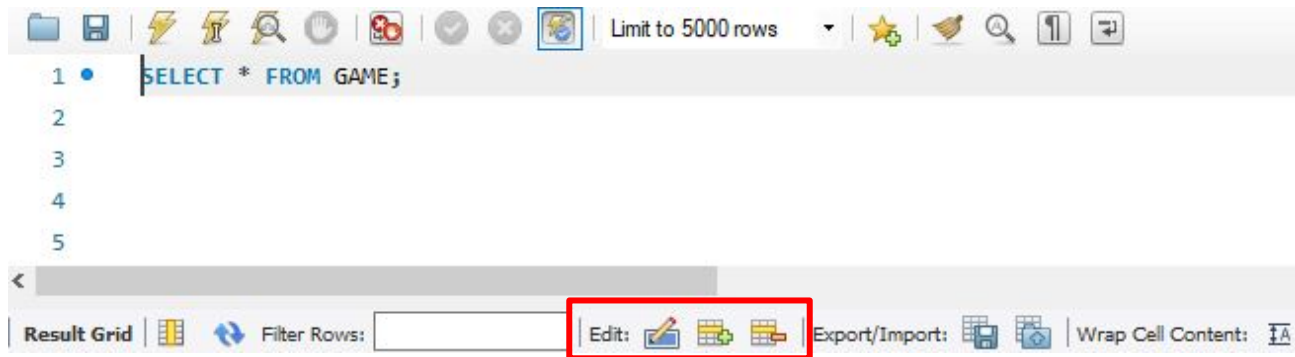 Limit to 5000 rows
1 SELECT * FROM GAME;
2
3
4
5
Result Grid Filter Rows: Edit: Export/Import: Wrap Cell Content: IA